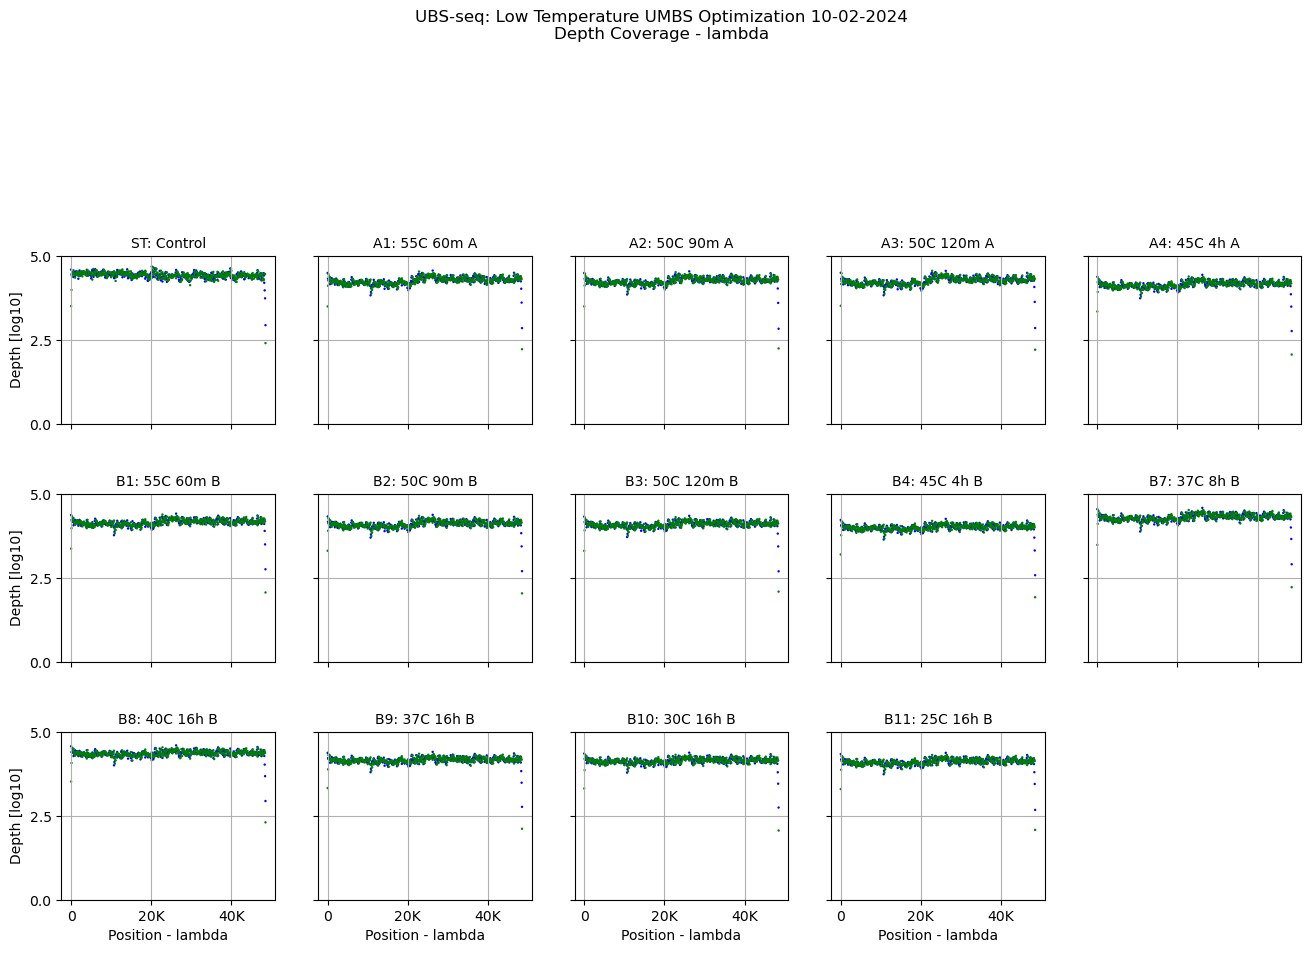 UBS-seq: Low Temperature UMBS Optimization 10-02-2024
Depth Coverage - lambda
ST: Control
A1: 55C 60m A
A2: 50C 90m A
A3: 50C 120m A
A4: 45C 4h A
5.0
2.5
0.0
Depth [log10]
B1: 55C 60m B
B2: 50C 90m B
B3: 50C 120m B
B4: 45C 4h B
B7: 37C 8h B
5.0
2.5
0.0
Depth [log10]
B8: 40C 16h B
B9: 37C 16h B
B10: 30C 16h B
B11: 25C 16h B
5.0
2.5
0.0
Depth [log10]
0 20K 40K
0 20K 40K
0 20K 40K
0 20K 40K
Position - lambda
Position - lambda
Position - lambda
Position - lambda